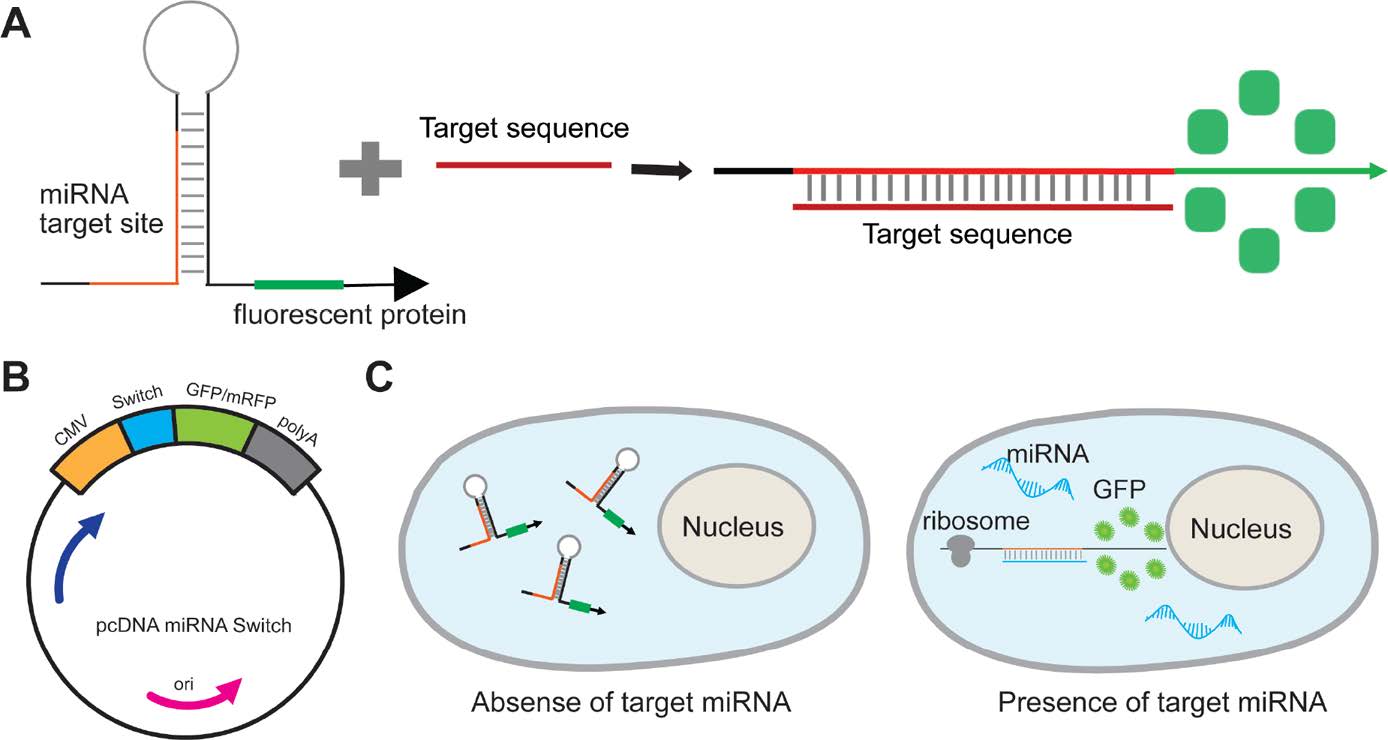 A
miRNA
target site
Target sequence
fluorescent protein
Target sequence
B
CMV
Switch
GFP/mRFP
polyA
pcDNA miRNA Switch
ori
C
Nucleus
Absense of target miRNA
miRNA
GFP
ribosome
Nucleus
Presence of target miRNA